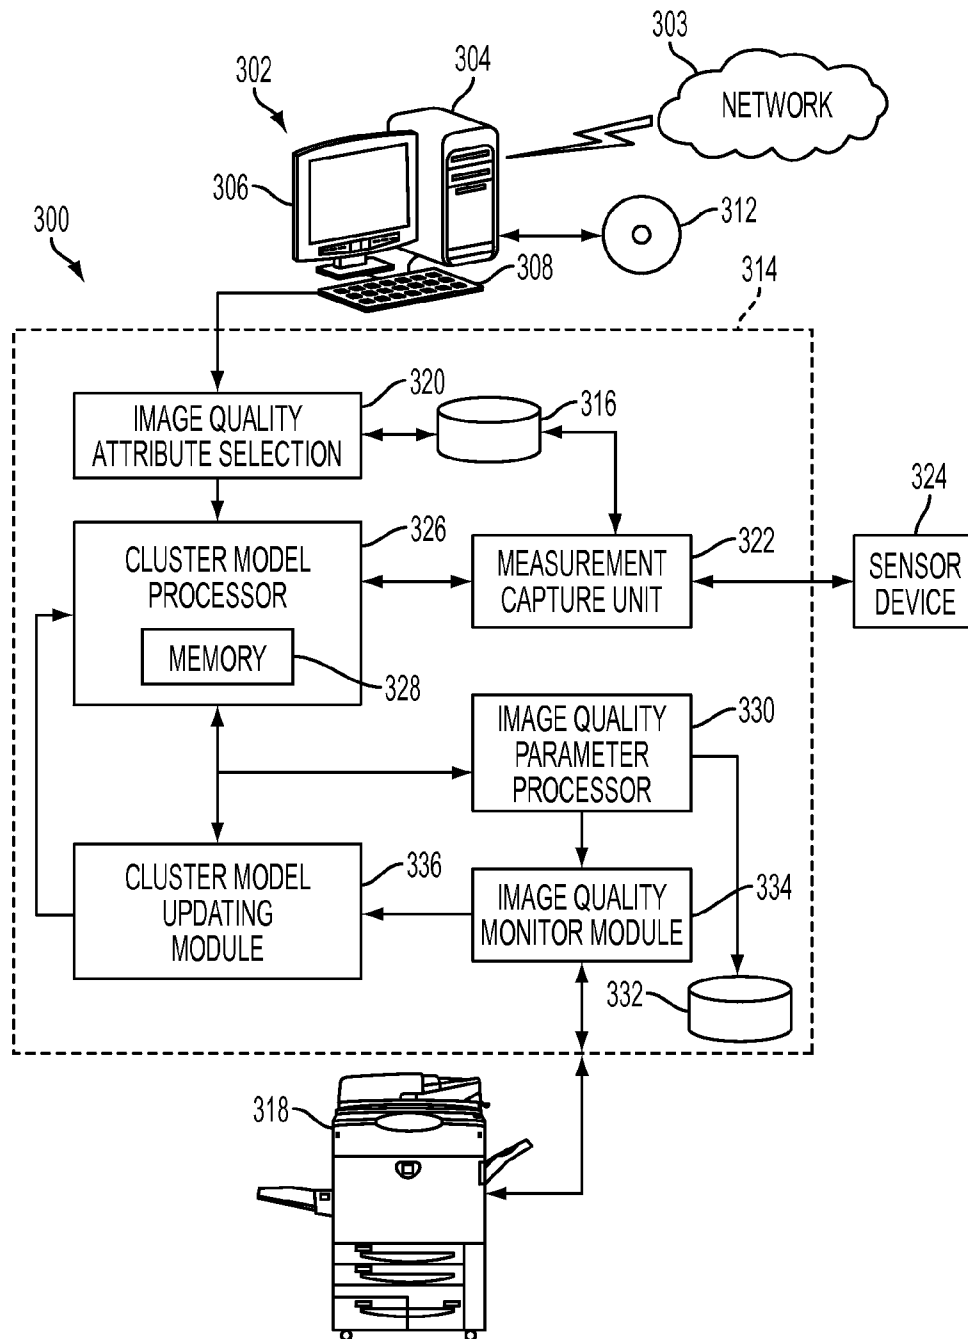 303
304
302
NETWORK
306
312
300
308
314
320
316
IMAGE QUALITY
ATTRIBUTE SELECTION
324
326
322
CLUSTER MODEL
PROCESSOR
MEASUREMENT
CAPTURE UNIT
SENSOR
DEVICE
MEMORY
328
330
IMAGE QUALITY
PARAMETER
PROCESSOR
336
334
CLUSTER MODEL
UPDATING
MODULE
IMAGE QUALITY
MONITOR MODULE
332
318